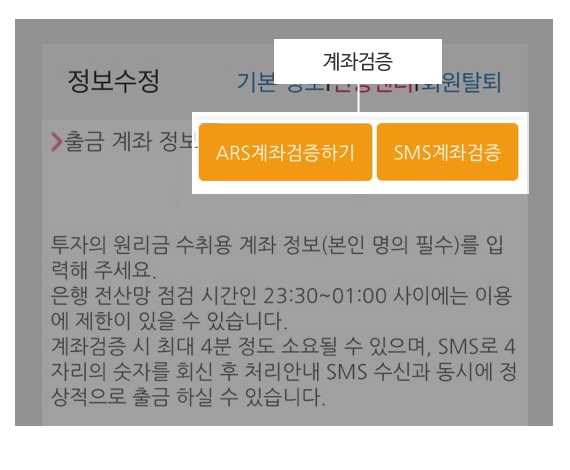 계좌검증
정보수정
기본 회원탈퇴
출금 계좌 정보
ARS계좌검증하기
SMS계좌검증
투자의 원리금 수취용 계좌 정보(본인 명의 필수)를 입
력해 주세요.
은행 전산망 점검 시간인 23:30~01:00 사이에는 이용
에 제한이 있을 수 있습니다.
계좌검증 시 최대 4분 정도 소요될 수 있으며, SMS로 4
자리의 숫자를 회신 후 처리안내 SMS 수신과 동시에 정
상적으로 출금 하실 수 있습니다.